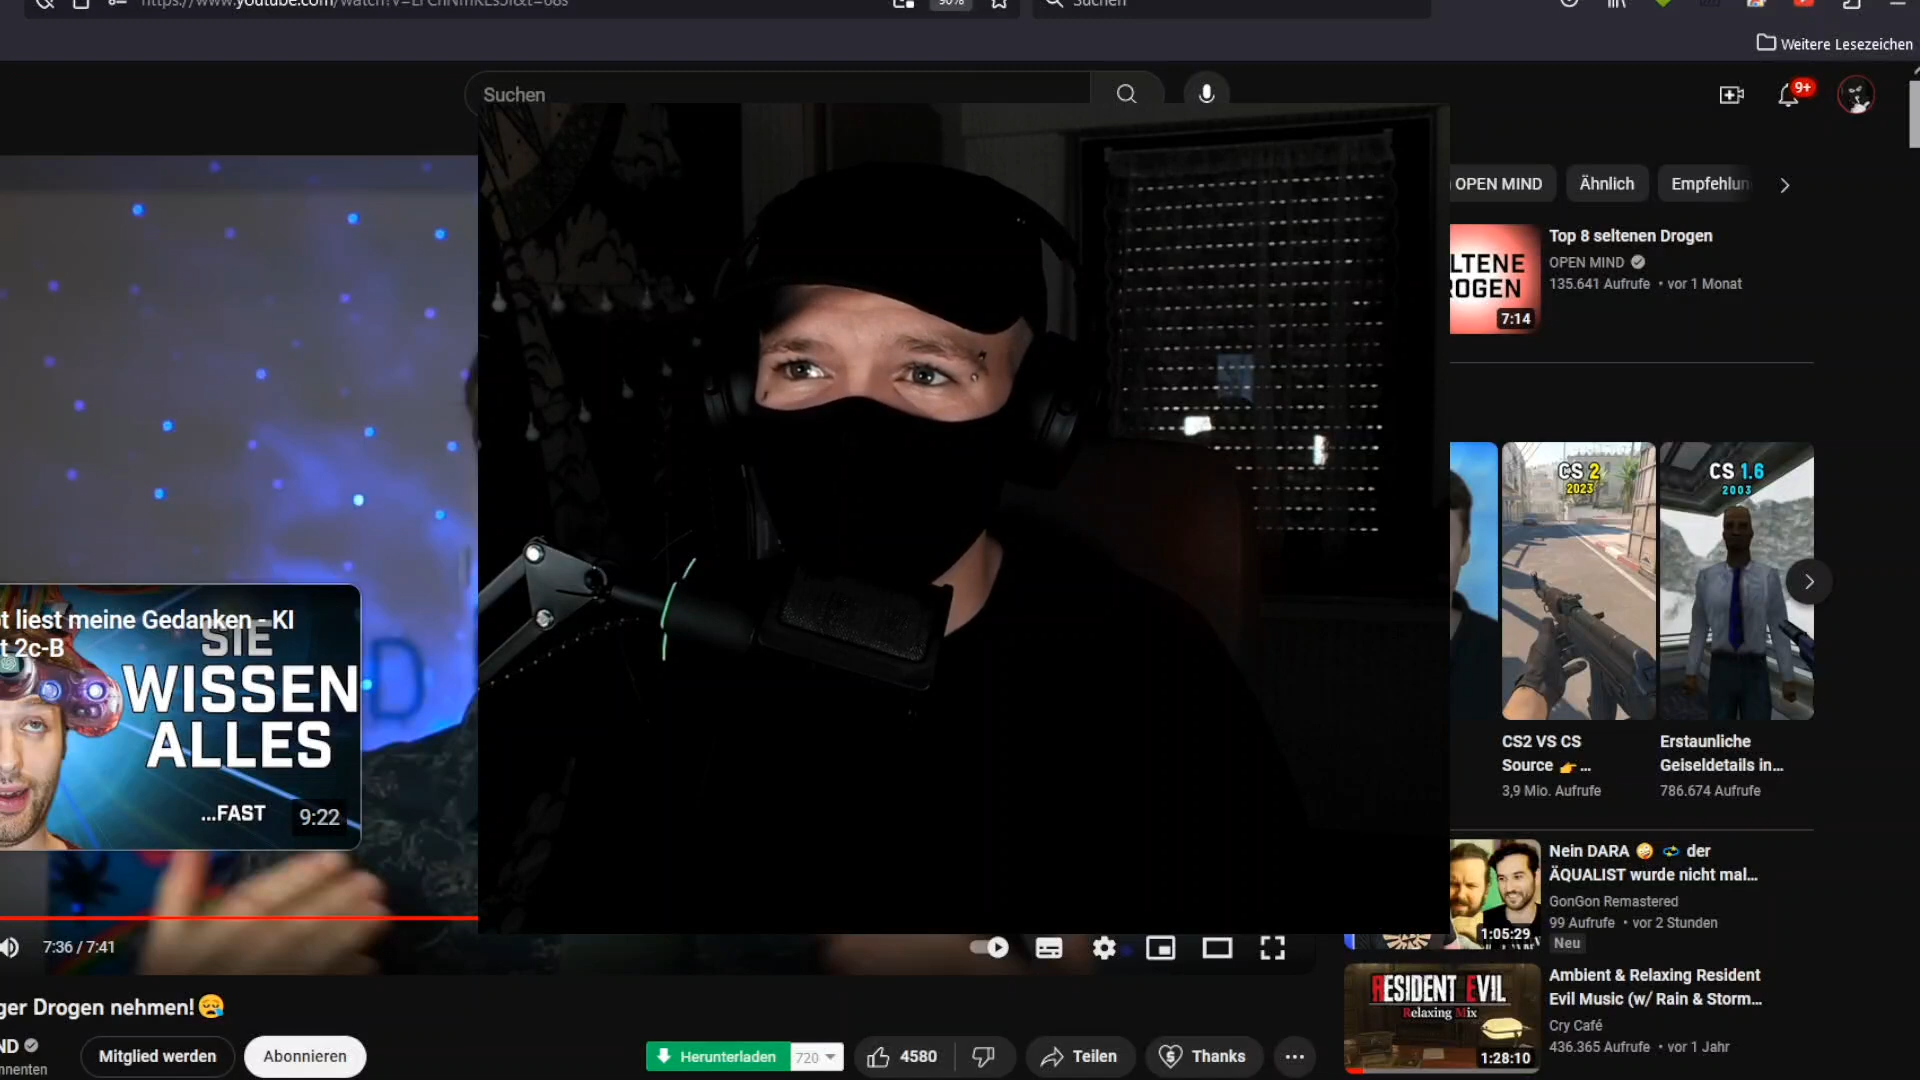 90%
Suchen
Weitere Lesezeichen
Suchen
9+
OPEN MIND
Ähnlich
Empfehlun
LTENE
ROGEN
7:14
Top 8 seltenen Drogen
OPEN MIND
135.641 Aufrufe • vor 1 Monat
CS 2
2023
CS 1.6
2003
t liest meine Gedanken - KI
t 2c-B
SIE
WISSEN
ALLES
...FAST
9:22
D
CS2 VS CS
Source 👉 ...
3,9 Mio. Aufrufe
Erstaunliche
Geiseldetails in...
786.674 Aufrufe
Nein DARA 🤪 der
ÄQUALIST wurde nicht mal...
GonGon Remastered
99 Aufrufe • vor 2 Stunden
Neu
1:05:29
7:36 / 7:41
ger Drogen nehmen!😪
ND
nnenten
Mitglied werden
Abonnieren
Herunterladen
720
4580
Teilen
Thanks
RESIDENT EVIL
Relaxing Mix
1:28:10
Ambient & Relaxing Resident
Evil Music (w/ Rain & Storm...
Cry Café
436.365 Aufrufe • vor 1 Jahr